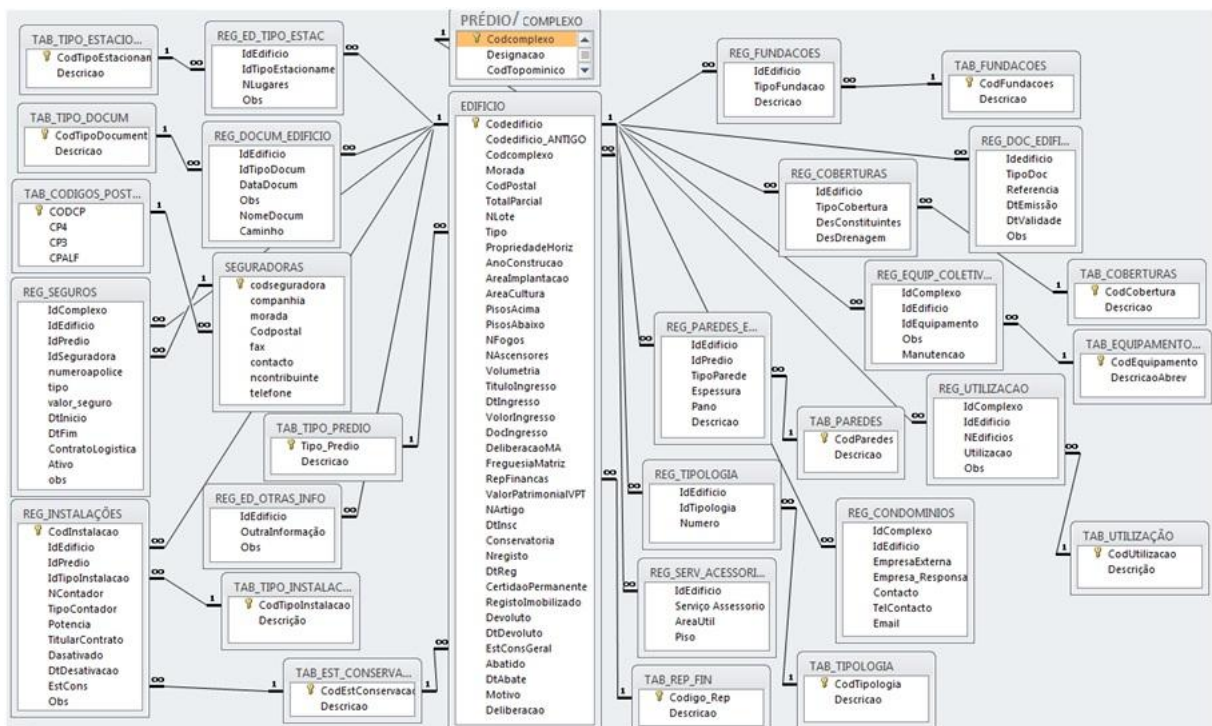 TAB_TIPO_ESTACIO...
CodTipoEstacionan
Descricao
TAB_TIPO_DOCUM
CodTipoDocument
Descricao
TAB_CODIGOS_POST...
CODCP
CP4
CP3
CPALF
REG_SEGUROS
IdComplexo
IdEdificio
IdPredio
IdSeguradora
numeroapolice
tipo
valor_seguro
DtInicio
DtFim
ContratoLogistica
Ativo
obs
REG_INSTALAÇÕES
CodInstalacao
IdEdificio
IdPredio
IdTipoInstalacao
NContador
TipoContador
Potencia
TitularContrato
Dasativado
DtDesativacao
EstCons
Obs
REG_ED_TIPO_ESTAC
IdEdificio
IdTipoEstacioname
NLugares
Obs
REG_DOCUM_EDIFICIO
IdEdificio
IdTipoDocum
DataDocum
Obs
NomeDocum
Caminho
SEGURADORAS
codseguradora
companhia
morada
Codpostal
fax
contacto
ncontribuinte
telefone
TAB_TIPO_PREDIO
Tipo_Predio
Descricao
REG_ED_OTRAS_INFO
IdEdificio
OutraInformação
Obs
TAB_TIPO_INSTALAC...
CodTipoInstalacao
Descrição
TAB_EST_CONSERVA...
CodEstConservacac
Descricao
PRÉDIO/ COMPLEXO
Codcomplexo
Designacao
CodTopominico
EDIFICIO
Codedificio
Codedificio_ANTIGO
Codcomplexo
Morada
CodPostal
TotalParcial
NLote
Tipo
PropriedadeHoriz
AnoConstrucao
AreaImplantacao
AreaCultura
PisosAcima
PisosAbaixo
NFogos
NAscensores
Volumetria
TituloIngresso
DtIngresso
VolorIngresso
DocIngresso
DeliberacaoMA
FreguesiaMatriz
RepFinancas
ValorPatrimonialVPT
NArtigo
DtInsc
Conservatoria
Nregisto
DtReg
CertidaoPermanente
RegistoImobilizado
Devoluto
DtDevoluto
EstConsGeral
Abatido
DtAbate
Motivo
Deliberacao
REG_FUNDACOES
IdEdificio
TipoFundacao
Descricao
TAB_FUNDACOES
CodFundacoes
Descricao
REG_COBERTURAS
IdEdificio
TipoCobertura
DesConstituintes
DesDrenagem
REG_DOC_EDIFI...
Idedificio
TipoDoc
Referencia
DtEmissão
DtValidade
Obs
REG_EQUIP_COLETIV...
IdComplexo
IdEdificio
IdEquipamento
Obs
Manutencao
TAB_COBERTURAS
CodCobertura
Descricao
REG_PAREDES_E...
IdEdificio
IdPredio
TipoParede
Espessura
Pano
Descricao
TAB_EQUIPAMENTO...
CodEquipamento
DescricaoAbrev
REG_UTILIZACAO
IdComplexo
IdEdificio
NEdificios
Utilizacao
Obs
TAB_PAREDES
CodParedes
Descricao
REG_TIPOLOGIA
IdEdificio
IdTipologia
Numero
REG_CONDOMINIOS
IdComplexo
IdEdificio
EmpresaExterna
Empresa_Responsa
Contacto
TelContacto
Email
TAB_UTILIZAÇÃO
CodUtilizacao
Descrição
REG_SERV_ACESSORI...
IdEdificio
Serviço Assessorio
AreaUtil
Piso
TAB_REP_FIN
Codigo_Rep
Descricao
TAB_TIPOLOGIA
CodTipologia
Descricao